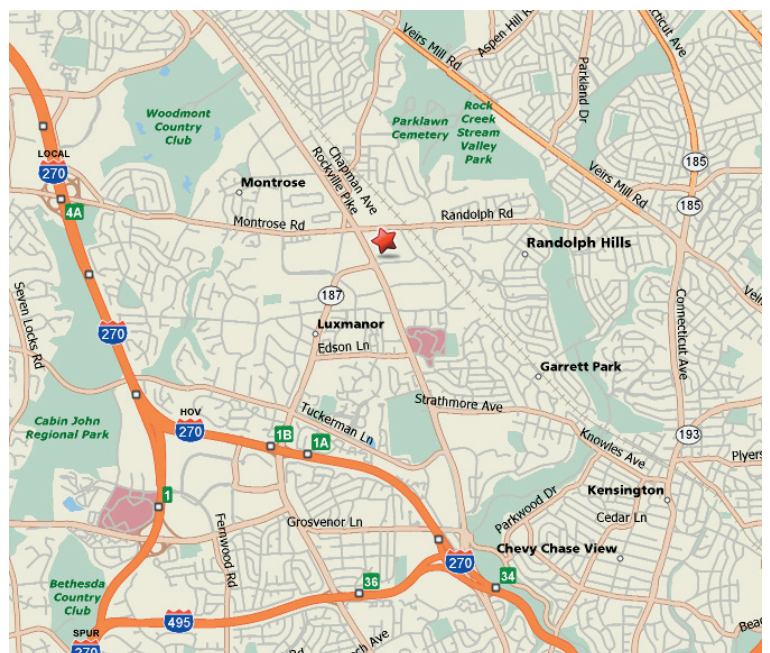 Aspen Hill R
cticut Ave
Veirs Mill Rd
Parkland Dr
Woodmont
Country
Club
Parklawn
Cemetery
Rock
Creek
Stream
Valley
Park
LOCAL
270
4A
Montrose
Rockville Pike
Chapman Ave
185
Veirs Mill Rd
185
Montrose Rd
Randolph Rd
Randolph Hills
Seven Locks Rd
187
270
Luxmanor
Edson Ln
Connecticut Ave
Veir
Garrett Park
Cabin John
Regional Park
HOV
270
1B
1A
Tuckerman Ln
Strathmore Ave
Knowles Ave
193
Plyers
1
Fernwood Rd
Grosvenor Ln
Parkwood Dr
Kensington
Cedar Ln
Chevy Chase View
270
34
36
Bethesda
Country
Club
495
SPUR
270
Rd
ch Ave
Bea